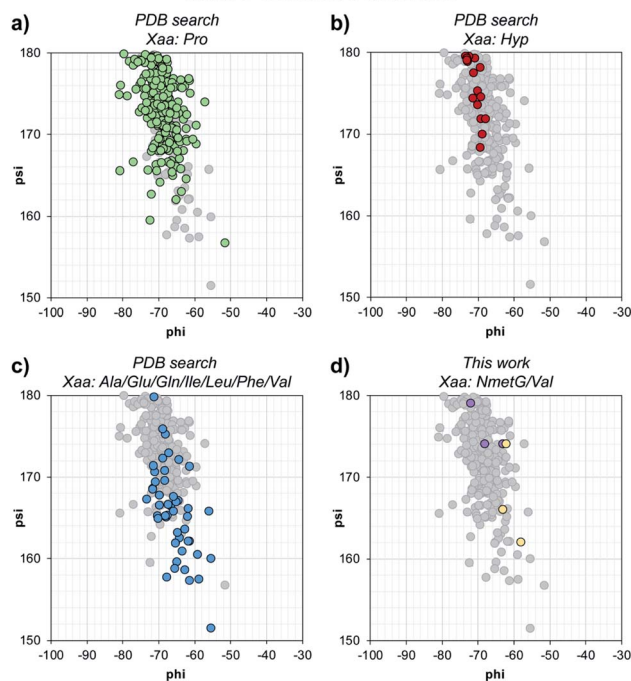 a)
PDB search
Xaa: Pro
180
170
160
150
psi
-100 -90 -80 -70 -60 -50 -40 -30
phi
b)
PDB search
Xaa: Hyp
180
170
160
150
psi
-100 -90 -80 -70 -60 -50 -40 -30
phi
c)
PDB search
Xaa: Ala/Glu/Gln/Ile/Leu/Phe/Val
180
170
160
150
psi
-100 -90 -80 -70 -60 -50 -40 -30
phi
d)
This work
Xaa: NmetG/Val
180
170
160
150
psi
-100 -90 -80 -70 -60 -50 -40 -30
phi